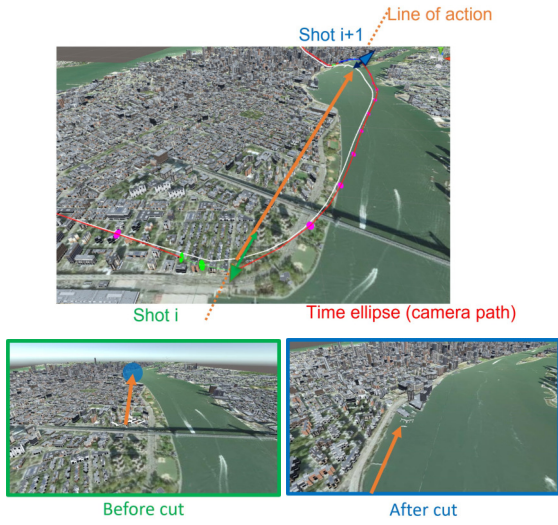 Line of action
Shot i+1
Shot i
Time ellipse (camera path)
Before cut
After cut